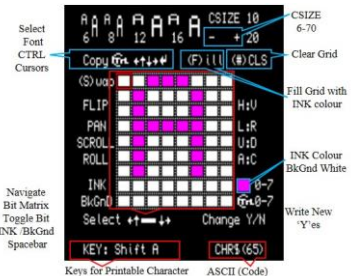 CSIZE 10
6 8 12 16 - + 20
Copy Ctrl ←↑↓→↵ (F)ill (#)CLS
(S)wap
FLIP H:V
PAN L:R
SCROLL U:D
ROLL A:C
INK 0-7
BkGnD Ctrl 0-7
Select ←↑ ↓→ Change Y/N
KEY: Shift A CHR$(65)
Select
Font
CTRL
Cursors
Navigate
Bit Matrix
Toggle Bit
INK /BkGnd
Spacebar
CSIZE
6-70
Clear Grid
Fill Grid with
INK colour
INK Colour
BkGnd White
Write New
'Y'es
Keys for Printable Character
ASCII (Code)